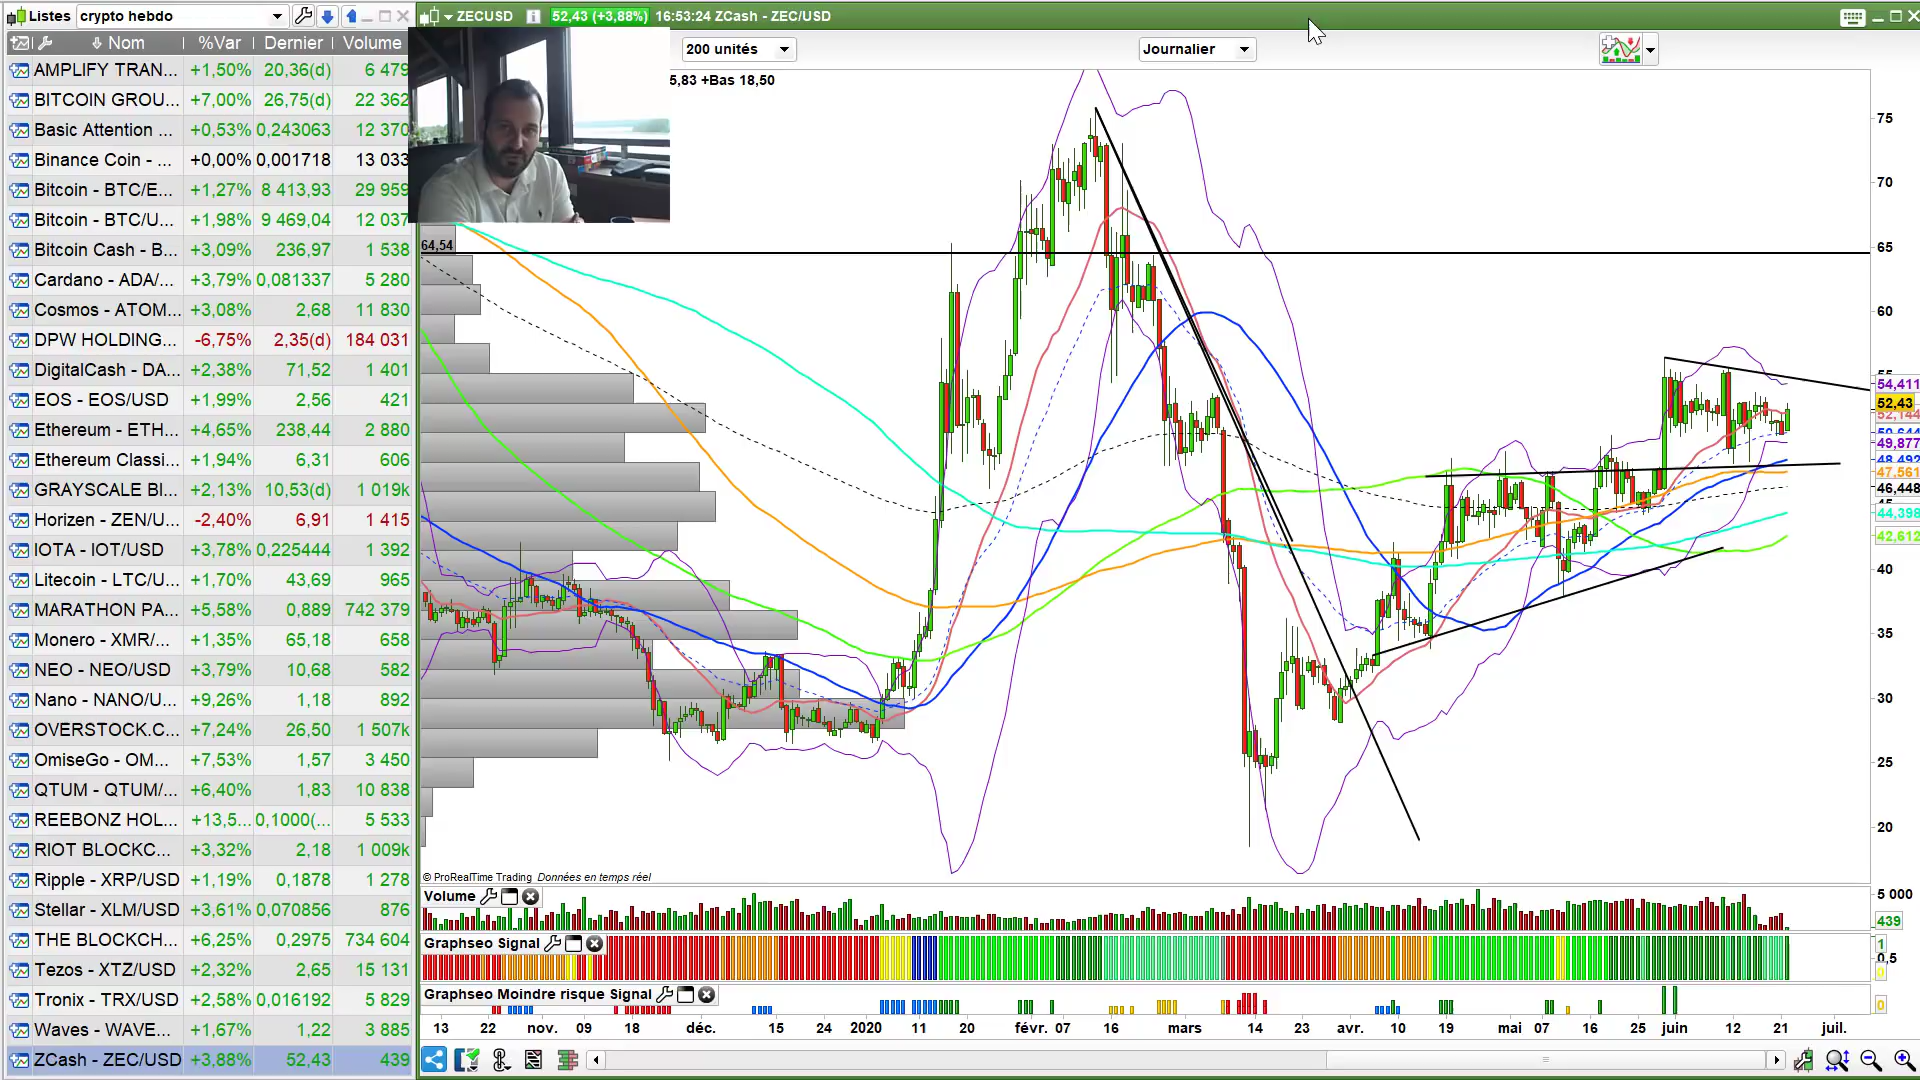 Listes crypto hebdo
Nom %Var Dernier Volume
AMPLIFY TRAN... +1,50% 20,36(d) 6 479
BITCOIN GROU... +7,00% 26,75(d) 22 362
Basic Attention ... +0,53% 0,243063 12 370
Binance Coin - ... +0,00% 0,001718 13 033
Bitcoin - BTC/E... +1,27% 8 413,93 29 959
Bitcoin - BTC/U... +1,98% 9 469,04 12 037
Bitcoin Cash - B... +3,09% 236,97 1 538
Cardano - ADA/... +3,79% 0,081337 5 280
Cosmos - ATOM... +3,08% 2,68 11 830
DPW HOLDING... -6,75% 2,35(d) 184 031
DigitalCash - DA... +2,38% 71,52 1 401
EOS - EOS/USD +1,99% 2,56 421
Ethereum - ETH... +4,65% 238,44 2 880
Ethereum Classi... +1,94% 6,31 606
GRAYSCALE BI... +2,13% 10,53(d) 1 019k
Horizen - ZEN/U... -2,40% 6,91 1 415
IOTA - IOT/USD +3,78% 0,225444 1 392
Litecoin - LTC/U... +1,70% 43,69 965
MARATHON PA... +5,58% 0,889 742 379
Monero - XMR/... +1,35% 65,18 658
NEO - NEO/USD +3,79% 10,68 582
Nano - NANO/U... +9,26% 1,18 892
OVERSTOCK.C... +7,24% 26,50 1 507k
OmiseGo - OM... +7,53% 1,57 3 450
QTUM - QTUM/... +6,40% 1,83 10 838
REEBONZ HOL... +13,5... 0,1000(... 5 533
RIOT BLOCKC... +3,32% 2,18 1 009k
Ripple - XRP/USD +1,19% 0,1878 1 278
Stellar - XLM/USD +3,61% 0,070856 876
THE BLOCKCH... +6,25% 0,2975 734 604
Tezos - XTZ/USD +2,32% 2,65 15 131
Tronix - TRX/USD +2,58% 0,016192 5 829
Waves - WAVE... +1,67% 1,22 3 885
ZCash - ZEC/USD +3,88% 52,43 439
ZECUSD 52,43 (+3,88%) 16:53:24 ZCash - ZEC/USD
200 unités Journalier
5,83 +Bas 18,50
64,54
75
70
65
60
54,411
52,43
49,877
47,561
46,448
44,398
42,612
40
35
30
25
20
© ProRealTime Trading Données en temps réel
Volume
5 000
439
Graphseo Signal
1
0,5
0
Graphseo Moindre risque Signal
0
13 22 nov. 09 18 déc. 15 24 2020 11 20 févr. 07 16 mars 14 23 avr. 10 19 mai 07 16 25 juin 12 21 juil.